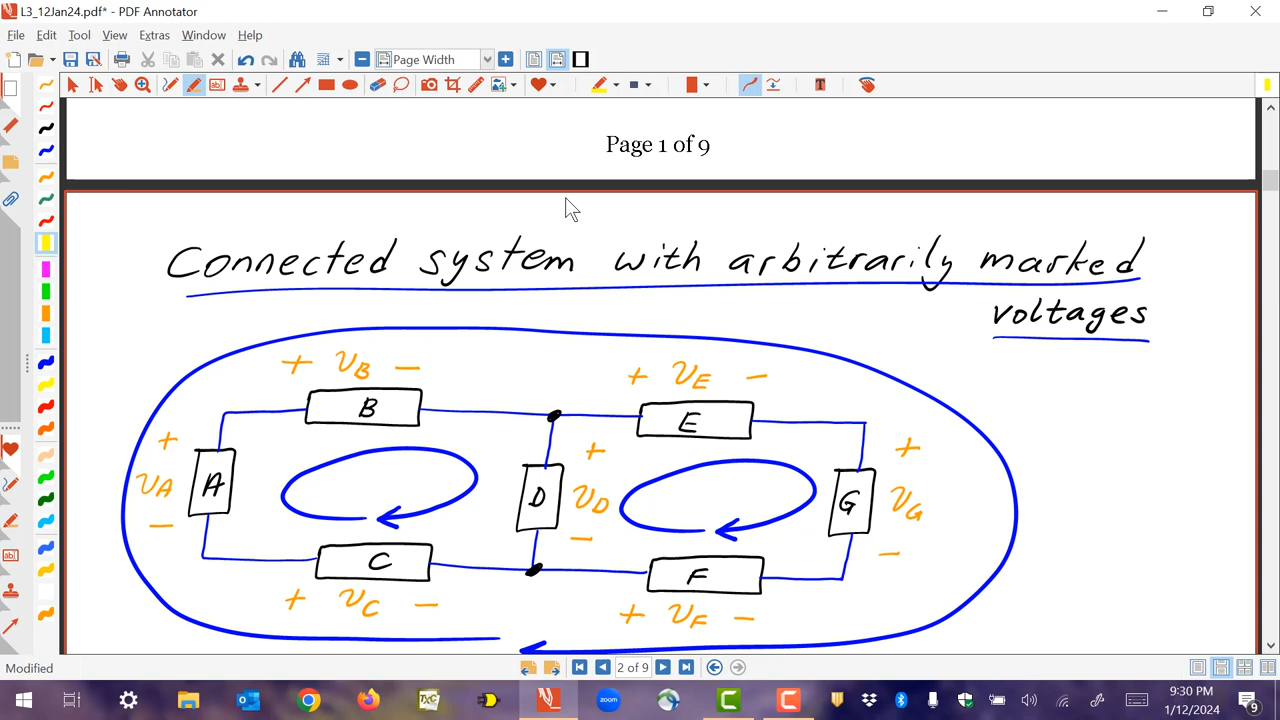 L3_12Jan24.pdf* - PDF Annotator
File Edit Tool View Extras Window Help
Page Width
Page 1 of 9
Connected system with arbitrarily marked
voltages
+ VB -
+ VE -
B
E
+
VA
-
A
D
+
VD
-
G
+
VG
-
C
F
+ VC -
+ VF -
2 of 9
Modified
zoom
9:30 PM
1/12/2024
9